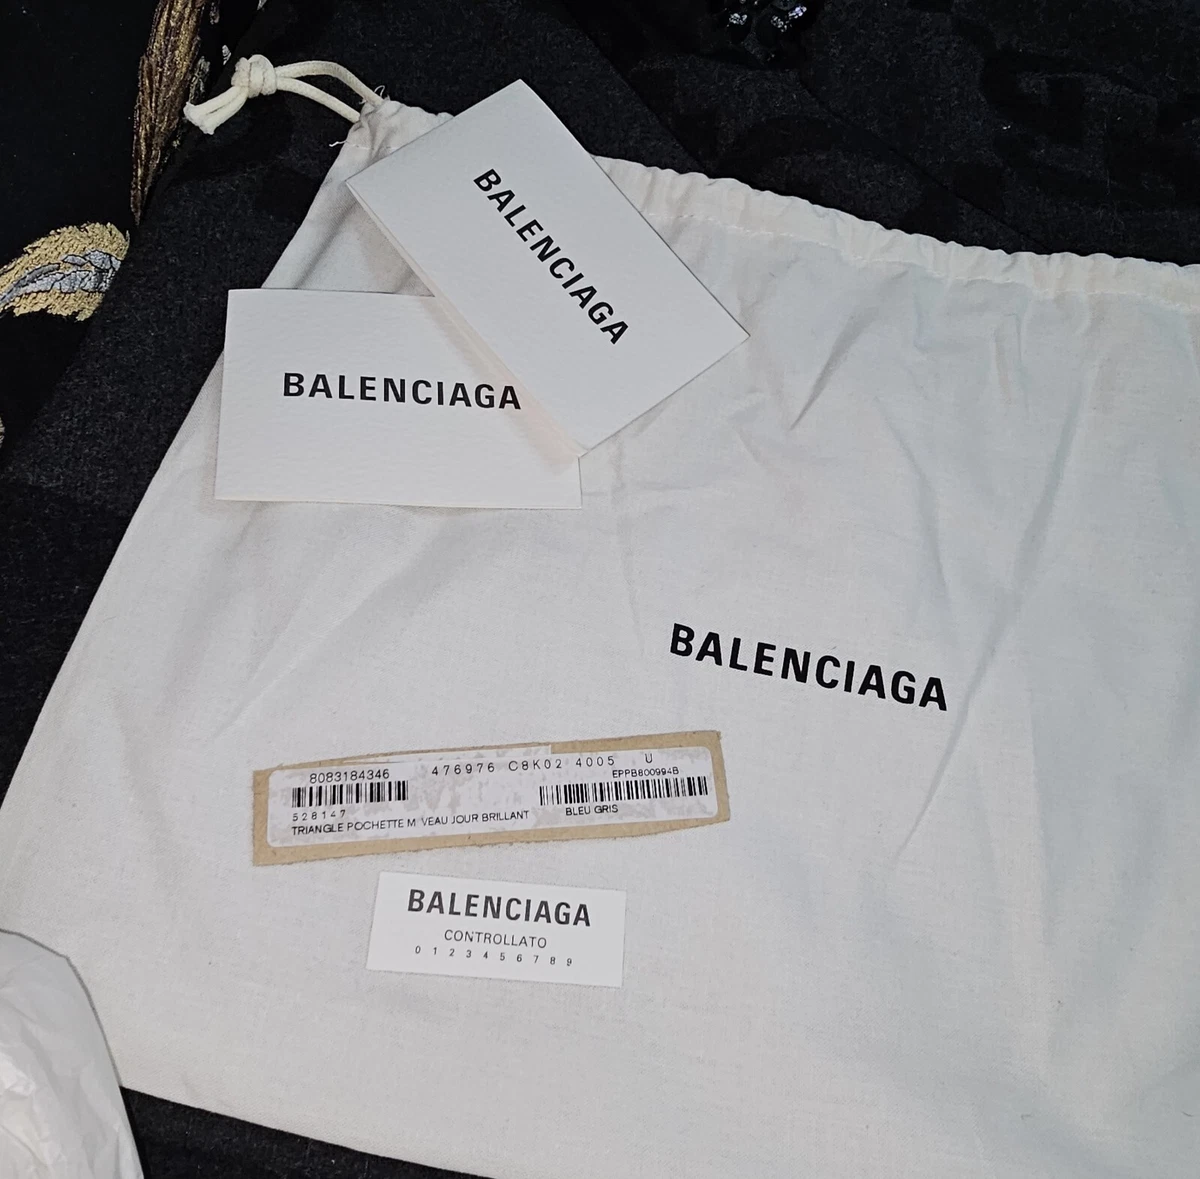 BALENCIAGA
BALENCIAGA
BALENCIAGA
8083184346 476976 C8K02 4005 U
EPPB800994B
528147
TRIANGLE POCHETTE M VEAU JOUR BRILLANT BLEU GRIS
BALENCIAGA
CONTROLLATO
0 1 2 3 4 5 6 7 8 9